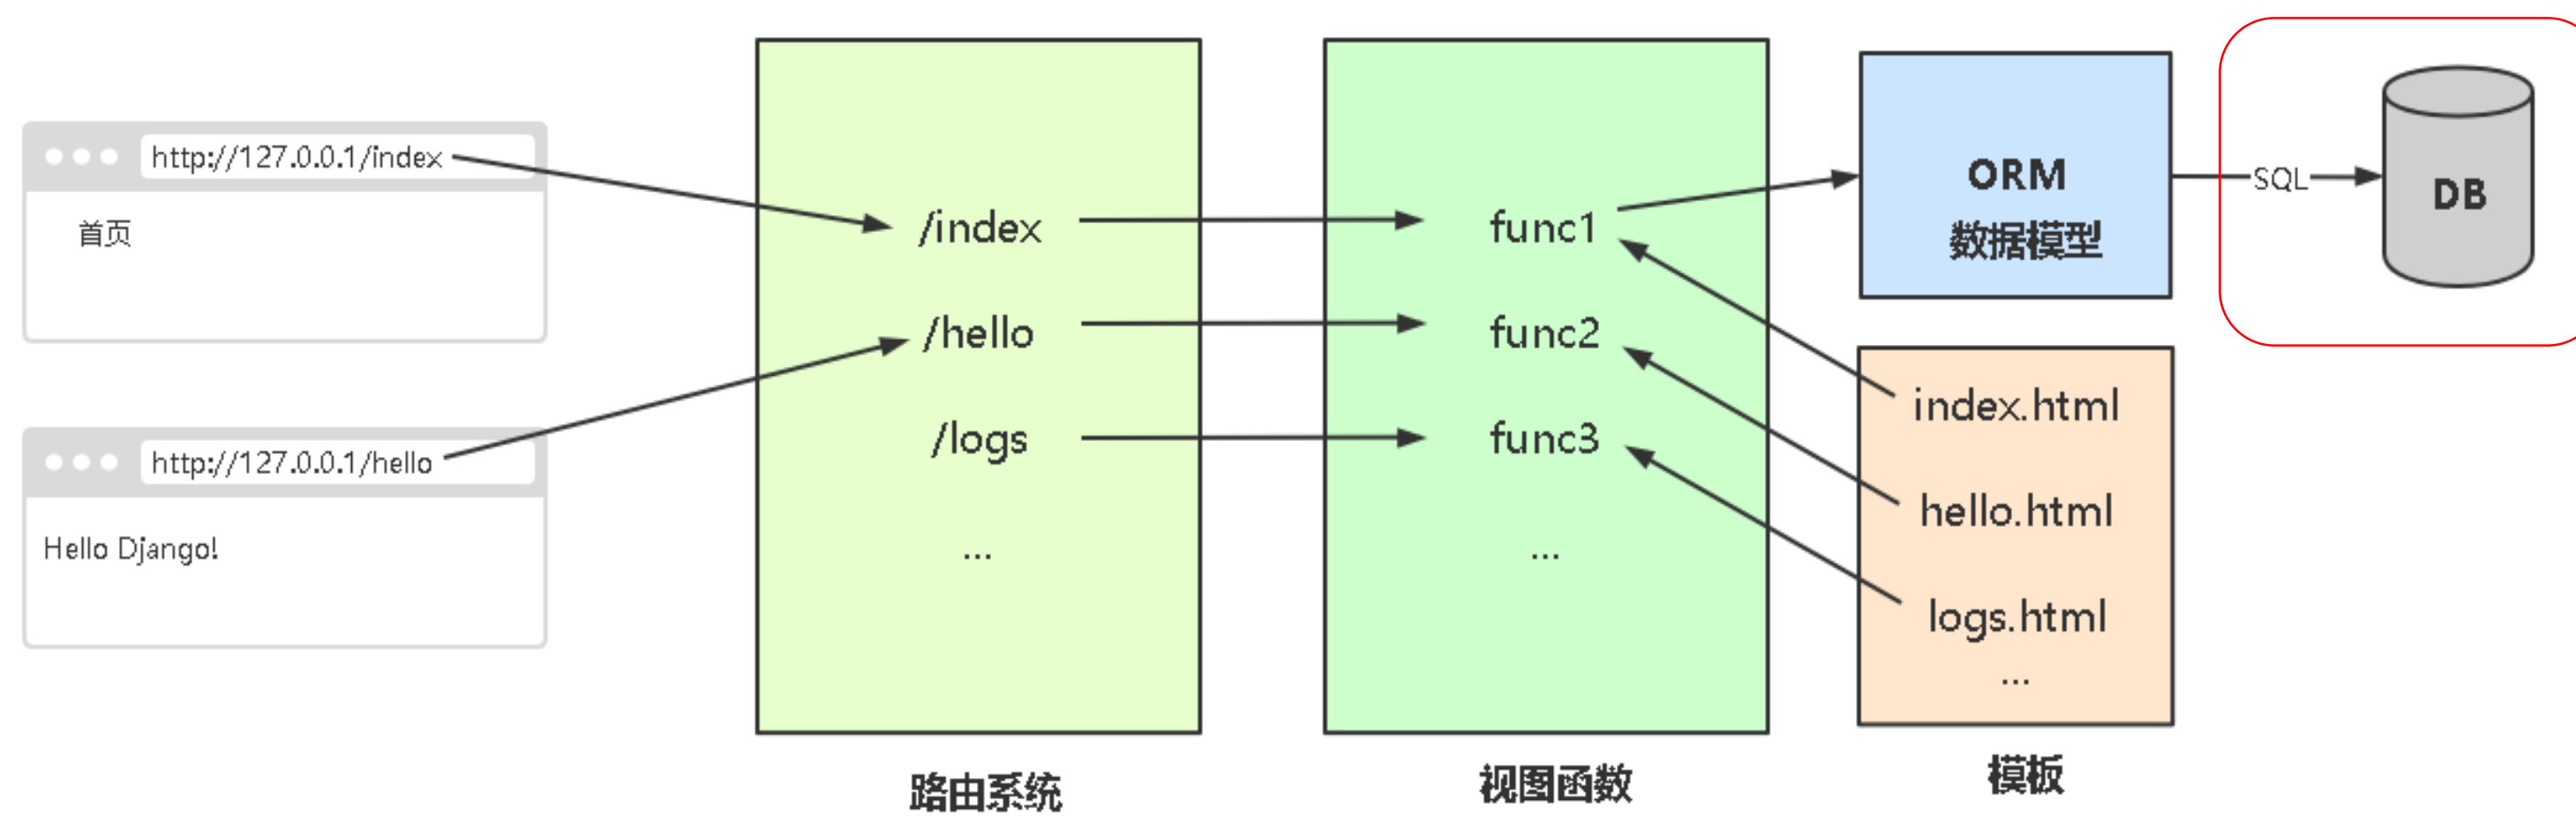 http://127.0.0.1/index
首页
http://127.0.0.1/hello
Hello Django!
/index
/hello
/logs
...
路由系统
func1
func2
func3
...
视图函数
ORM
数据模型
SQL
DB
index.html
hello.html
logs.html
...
模板